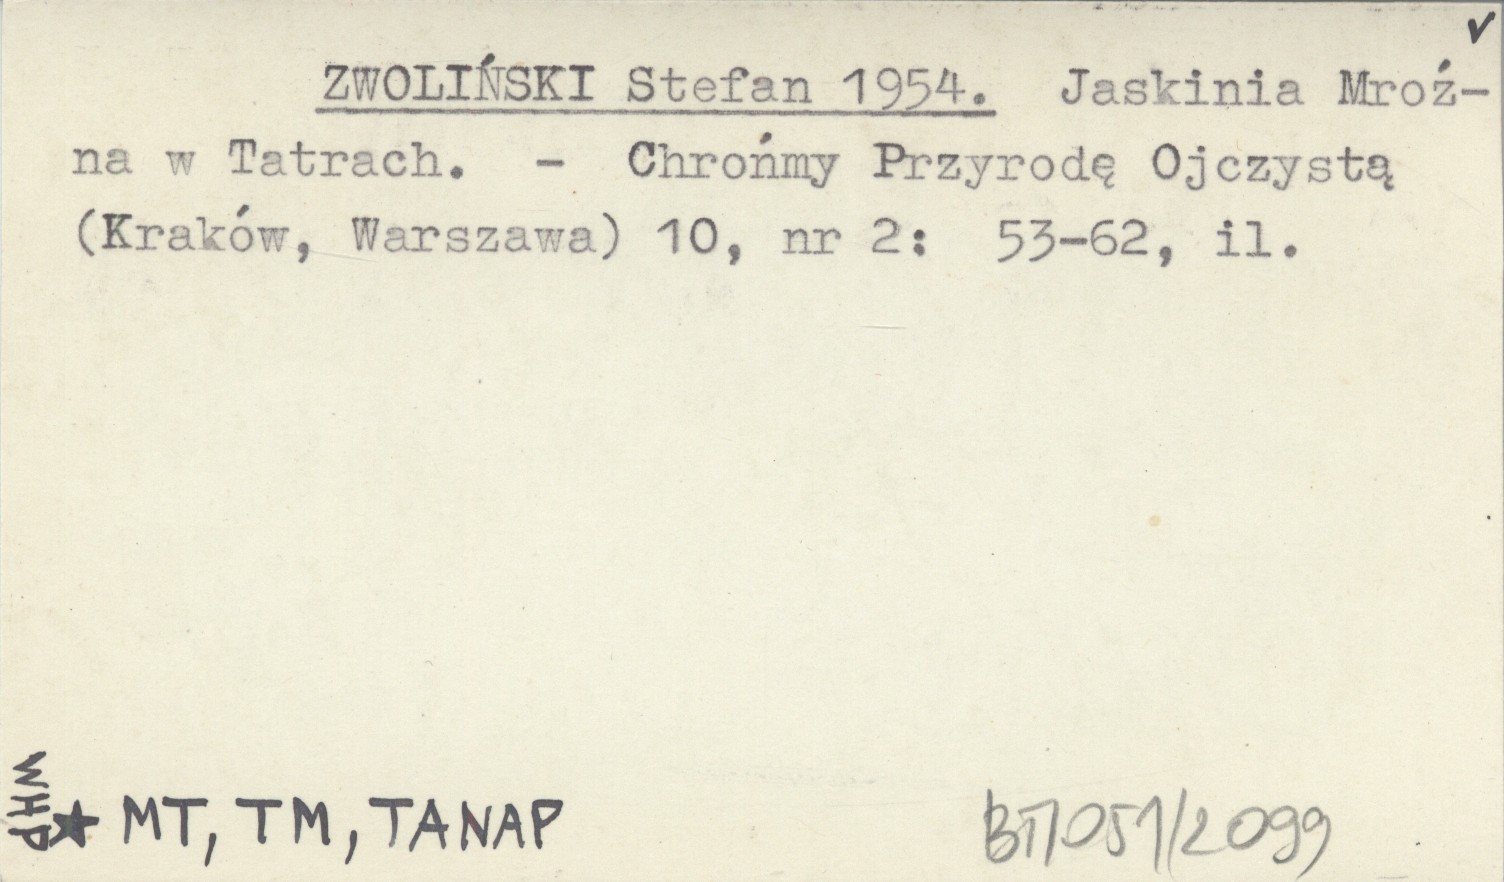 ✓
ZWOLIŃSKI Stefan 1954. Jaskinia Mroź-
na w Tatrach. - Chrońmy Przyrodę Ojczystą
(Kraków, Warszawa) 10, nr 2: 53-62, il.
WHP
★ MT, TM, TANAP
BT/051/2099